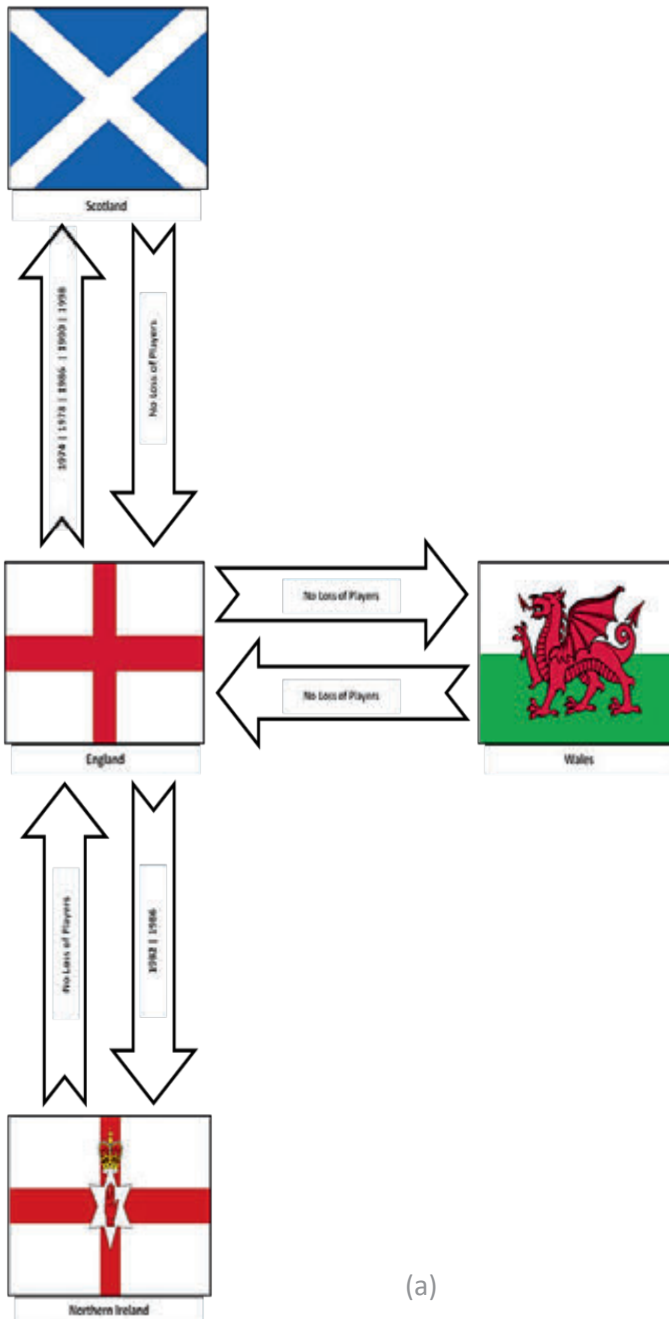 Scotland
1974 | 1978 | 1986 | 1990 | 1998
No Loss of Players
England
No Loss of Players
No Loss of Players
Wales
No Loss of Players
1982 | 1986
Northern Ireland
(a)